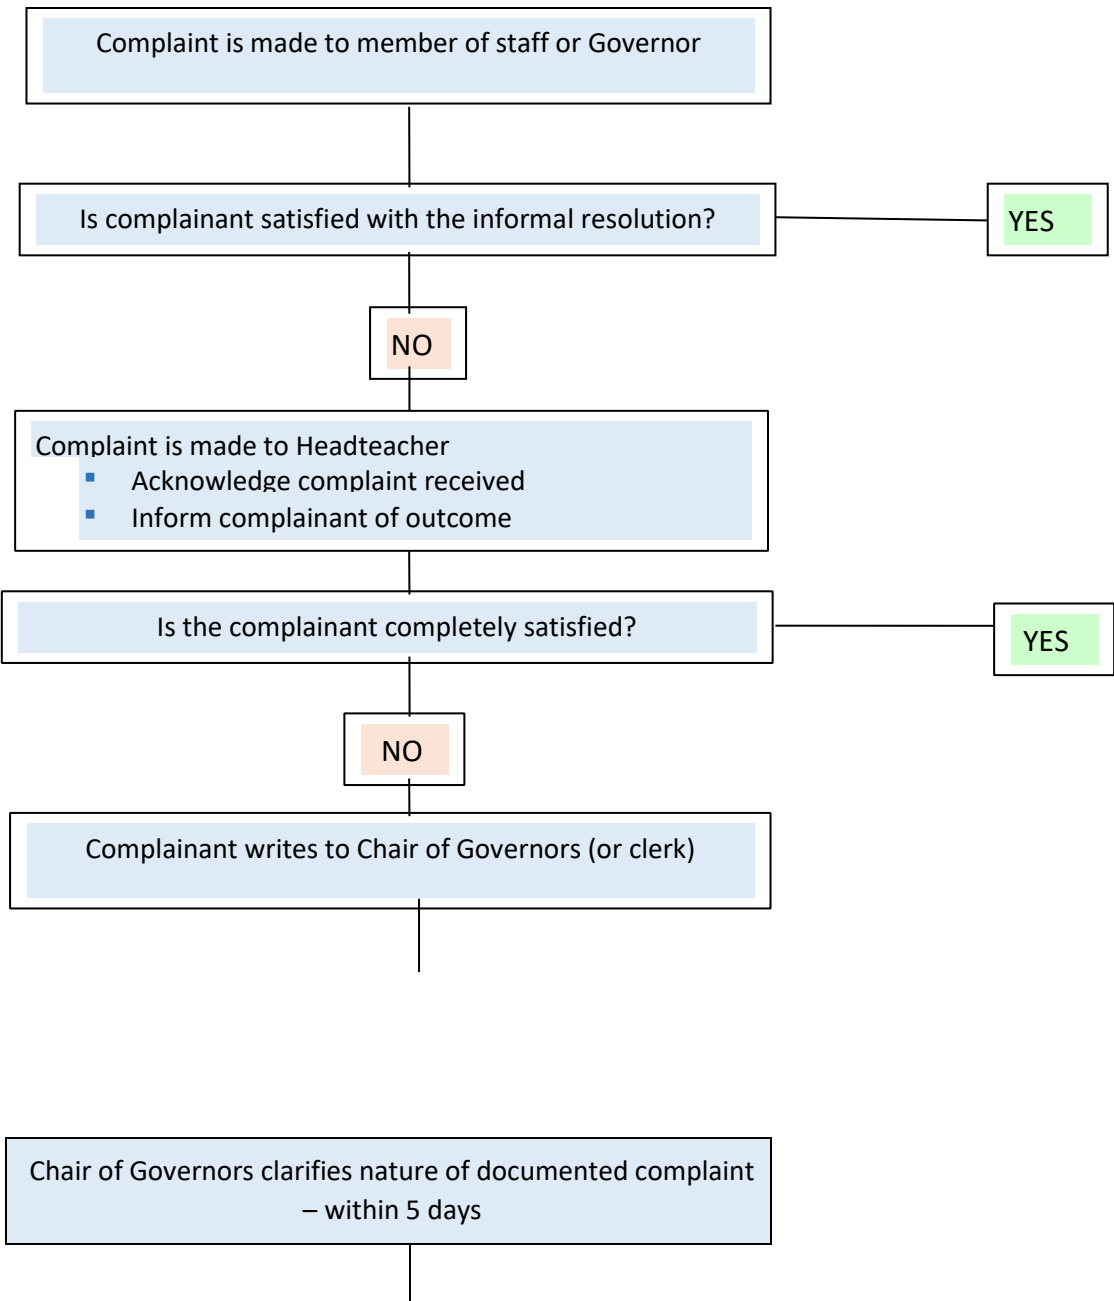 Complaint is made to member of staff or Governor
Is complainant satisfied with the informal resolution?
YES
NO
Complaint is made to Headteacher
▪ Acknowledge complaint received
▪ Inform complainant of outcome
Is the complainant completely satisfied?
YES
NO
Complainant writes to Chair of Governors (or clerk)
Chair of Governors clarifies nature of documented complaint
– within 5 days